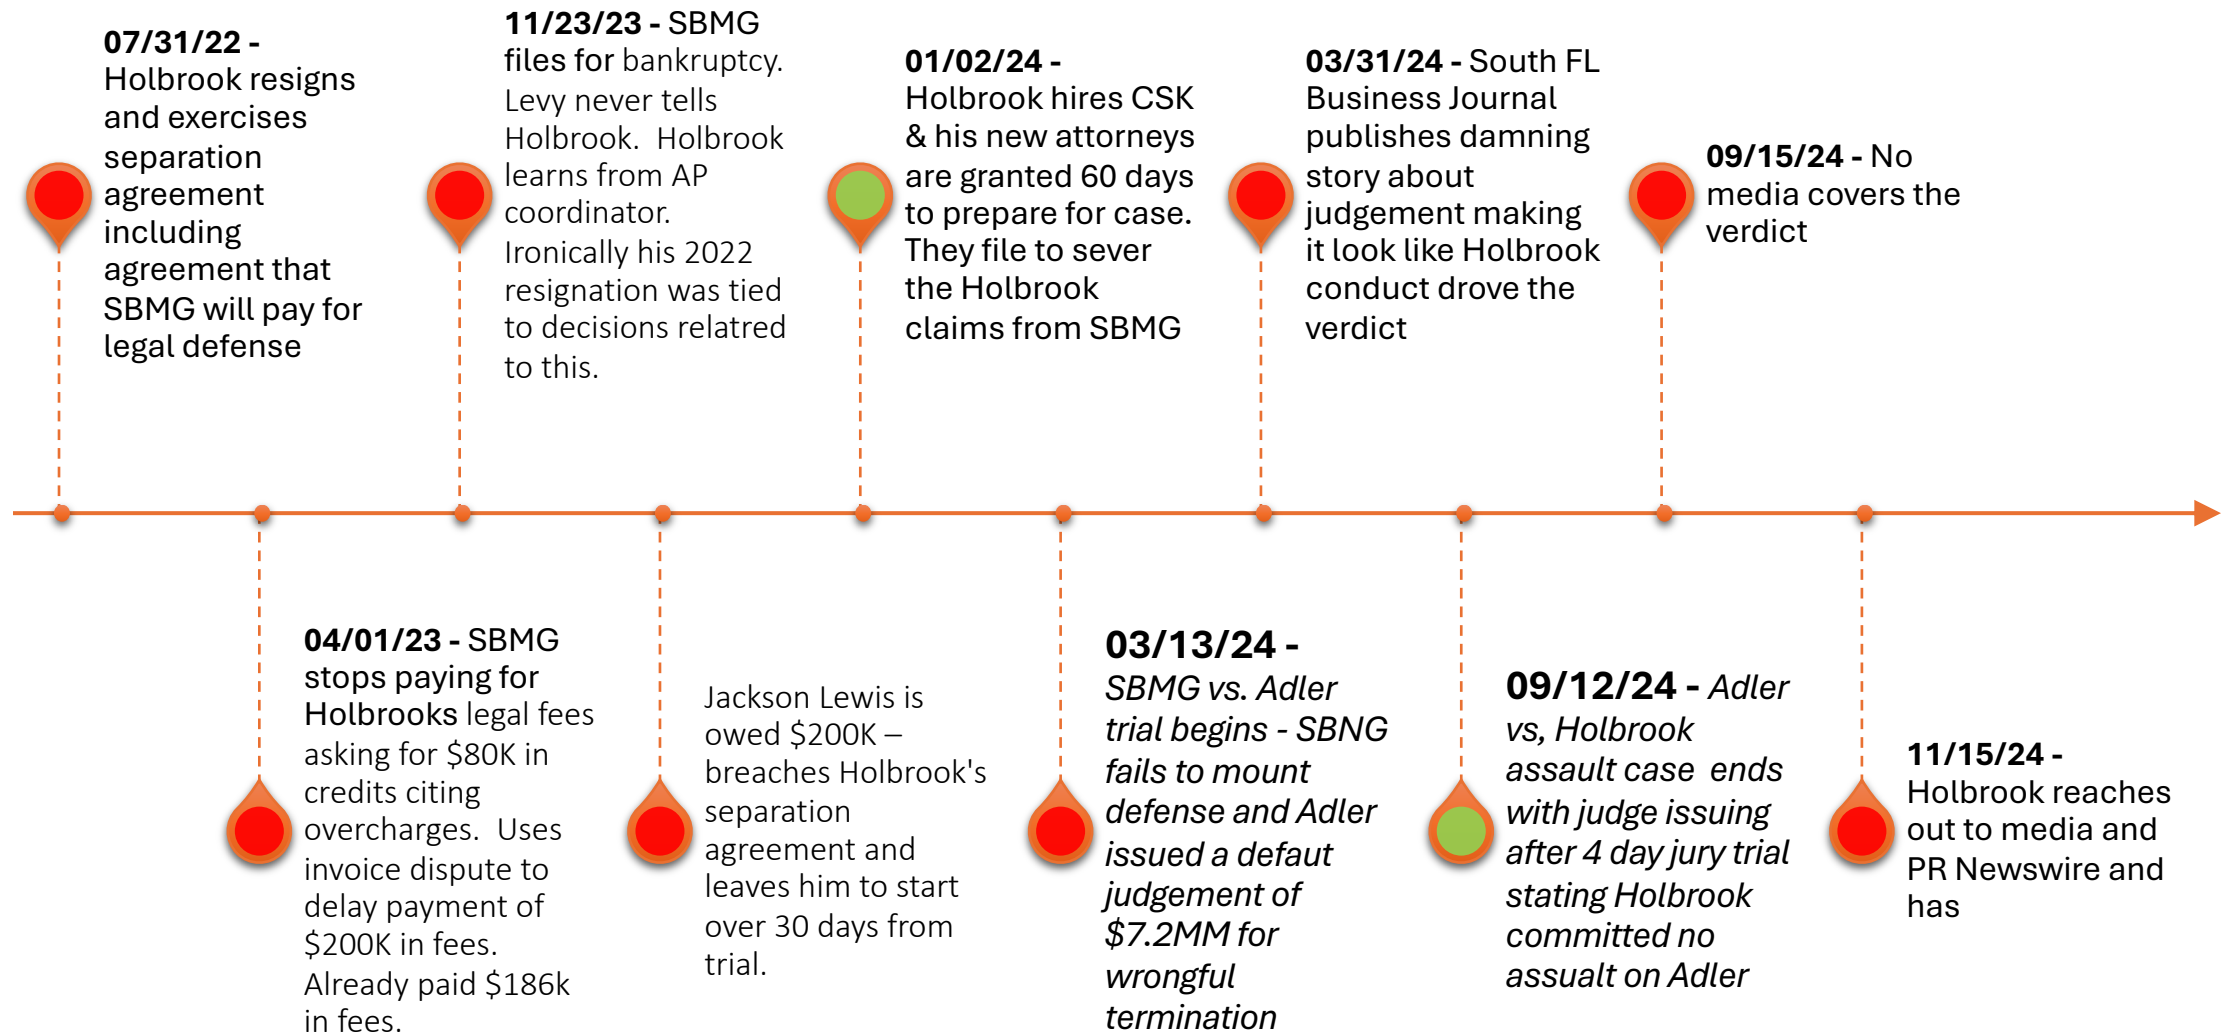 07/31/22 -
Holbrook resigns
and exercises
separation
agreement
including
agreement that
SBMG will pay for
legal defense
04/01/23 - SBMG
stops paying for
Holbrooks legal fees
asking for $80K in
credits citing
overcharges.  Uses
invoice dispute to
delay payment of
$200K in fees.
Already paid $186k
in fees.
11/23/23 - SBMG
files for bankruptcy.
Levy never tells
Holbrook.  Holbrook
learns from AP
coordinator.
Ironically his 2022
resignation was tied
to decisions relatred
to this.
Jackson Lewis is
owed $200K –
breaches Holbrook's
separation
agreement and
leaves him to start
over 30 days from
trial.
01/02/24 -
Holbrook hires CSK
& his new attorneys
are granted 60 days
to prepare for case.
They file to sever
the Holbrook
claims from SBMG
03/13/24 -
SBMG vs. Adler
trial begins - SBNG
fails to mount
defense and Adler
issued a defaut
judgement of
$7.2MM for
wrongful
termination
03/31/24 - South FL
Business Journal
publishes damning
story about
judgement making
it look like Holbrook
conduct drove the
verdict
09/12/24 - Adler
vs, Holbrook
assault case  ends
with judge issuing
after 4 day jury trial
stating Holbrook
committed no
assualt on Adler
09/15/24 - No
media covers the
verdict
11/15/24 -
Holbrook reaches
out to media and
PR Newswire and
has